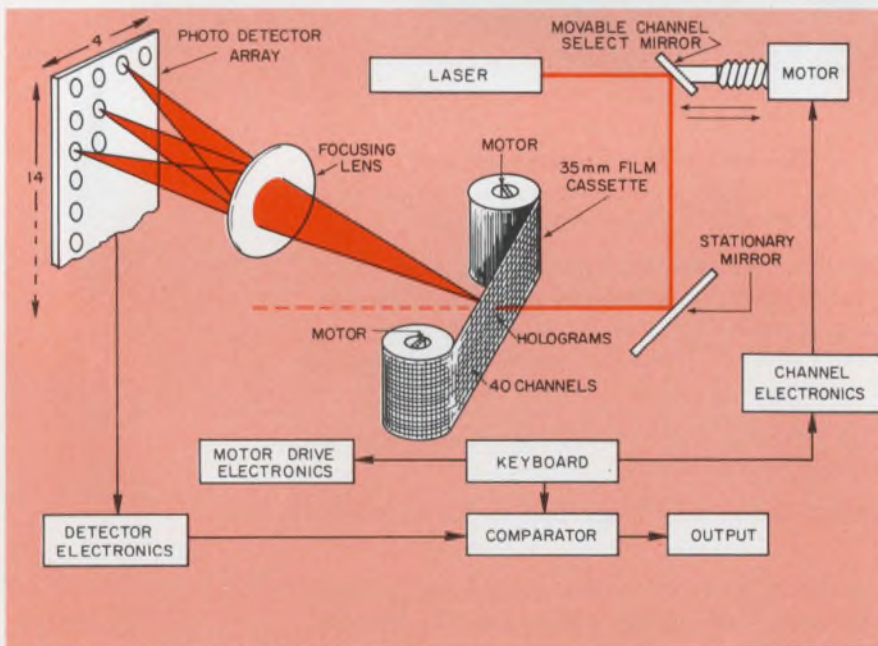 4
PHOTO DETECTOR
ARRAY
14
LASER
MOVABLE CHANNEL
SELECT MIRROR
MOTOR
FOCUSING
LENS
MOTOR
35mm FILM
CASSETTE
STATIONARY
MIRROR
MOTOR
HOLOGRAMS
40 CHANNELS
CHANNEL
ELECTRONICS
MOTOR DRIVE
ELECTRONICS
KEYBOARD
DETECTOR
ELECTRONICS
COMPARATOR
OUTPUT